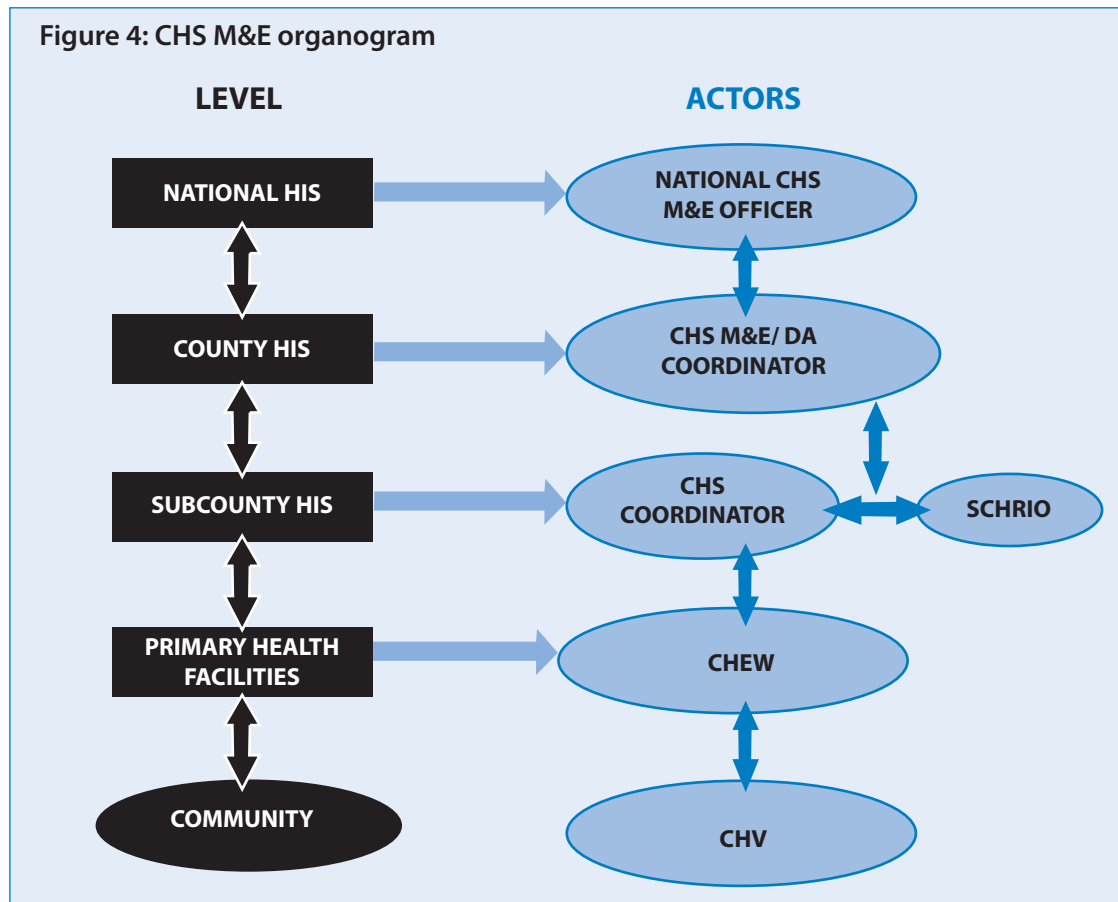 Figure 4: CHS M&E organogram
LEVEL
ACTORS
NATIONAL HIS
NATIONAL CHS
M&E OFFICER
COUNTY HIS
CHS M&E/ DA
COORDINATOR
SUBCOUNTY HIS
CHS
COORDINATOR
SCHRIO
PRIMARY HEALTH
FACILITIES
CHEW
COMMUNITY
CHV